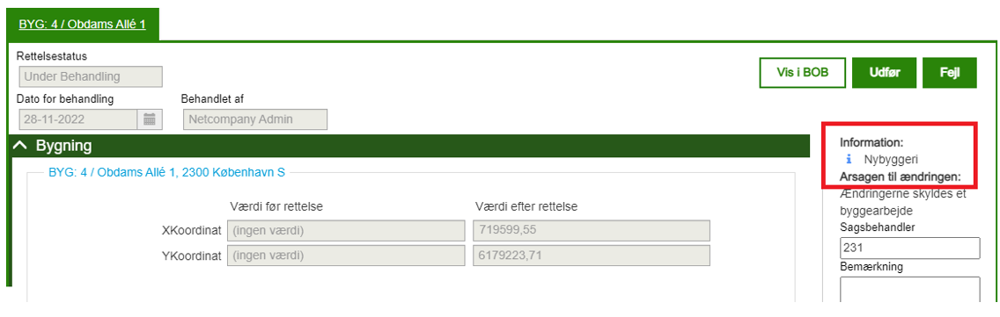 BYG: 4 / Obdams Allé 1
Rettelsestatus
Under Behandling
Vis i BOB
Udfør
Fejl
Dato for behandling
Behandlet af
28-11-2022
Netcompany Admin
Bygning
Information:
Nybyggeri
Arsagen til ændringen:
Ændringerne skyldes et
byggearbejde
Sagsbehandler
231
Bemærkning
BYG: 4 / Obdams Allé 1, 2300 København S
Værdi før rettelse
Værdi efter rettelse
XKoordinat
(ingen værdi)
719599,55
YKoordinat
(ingen værdi)
6179223,71